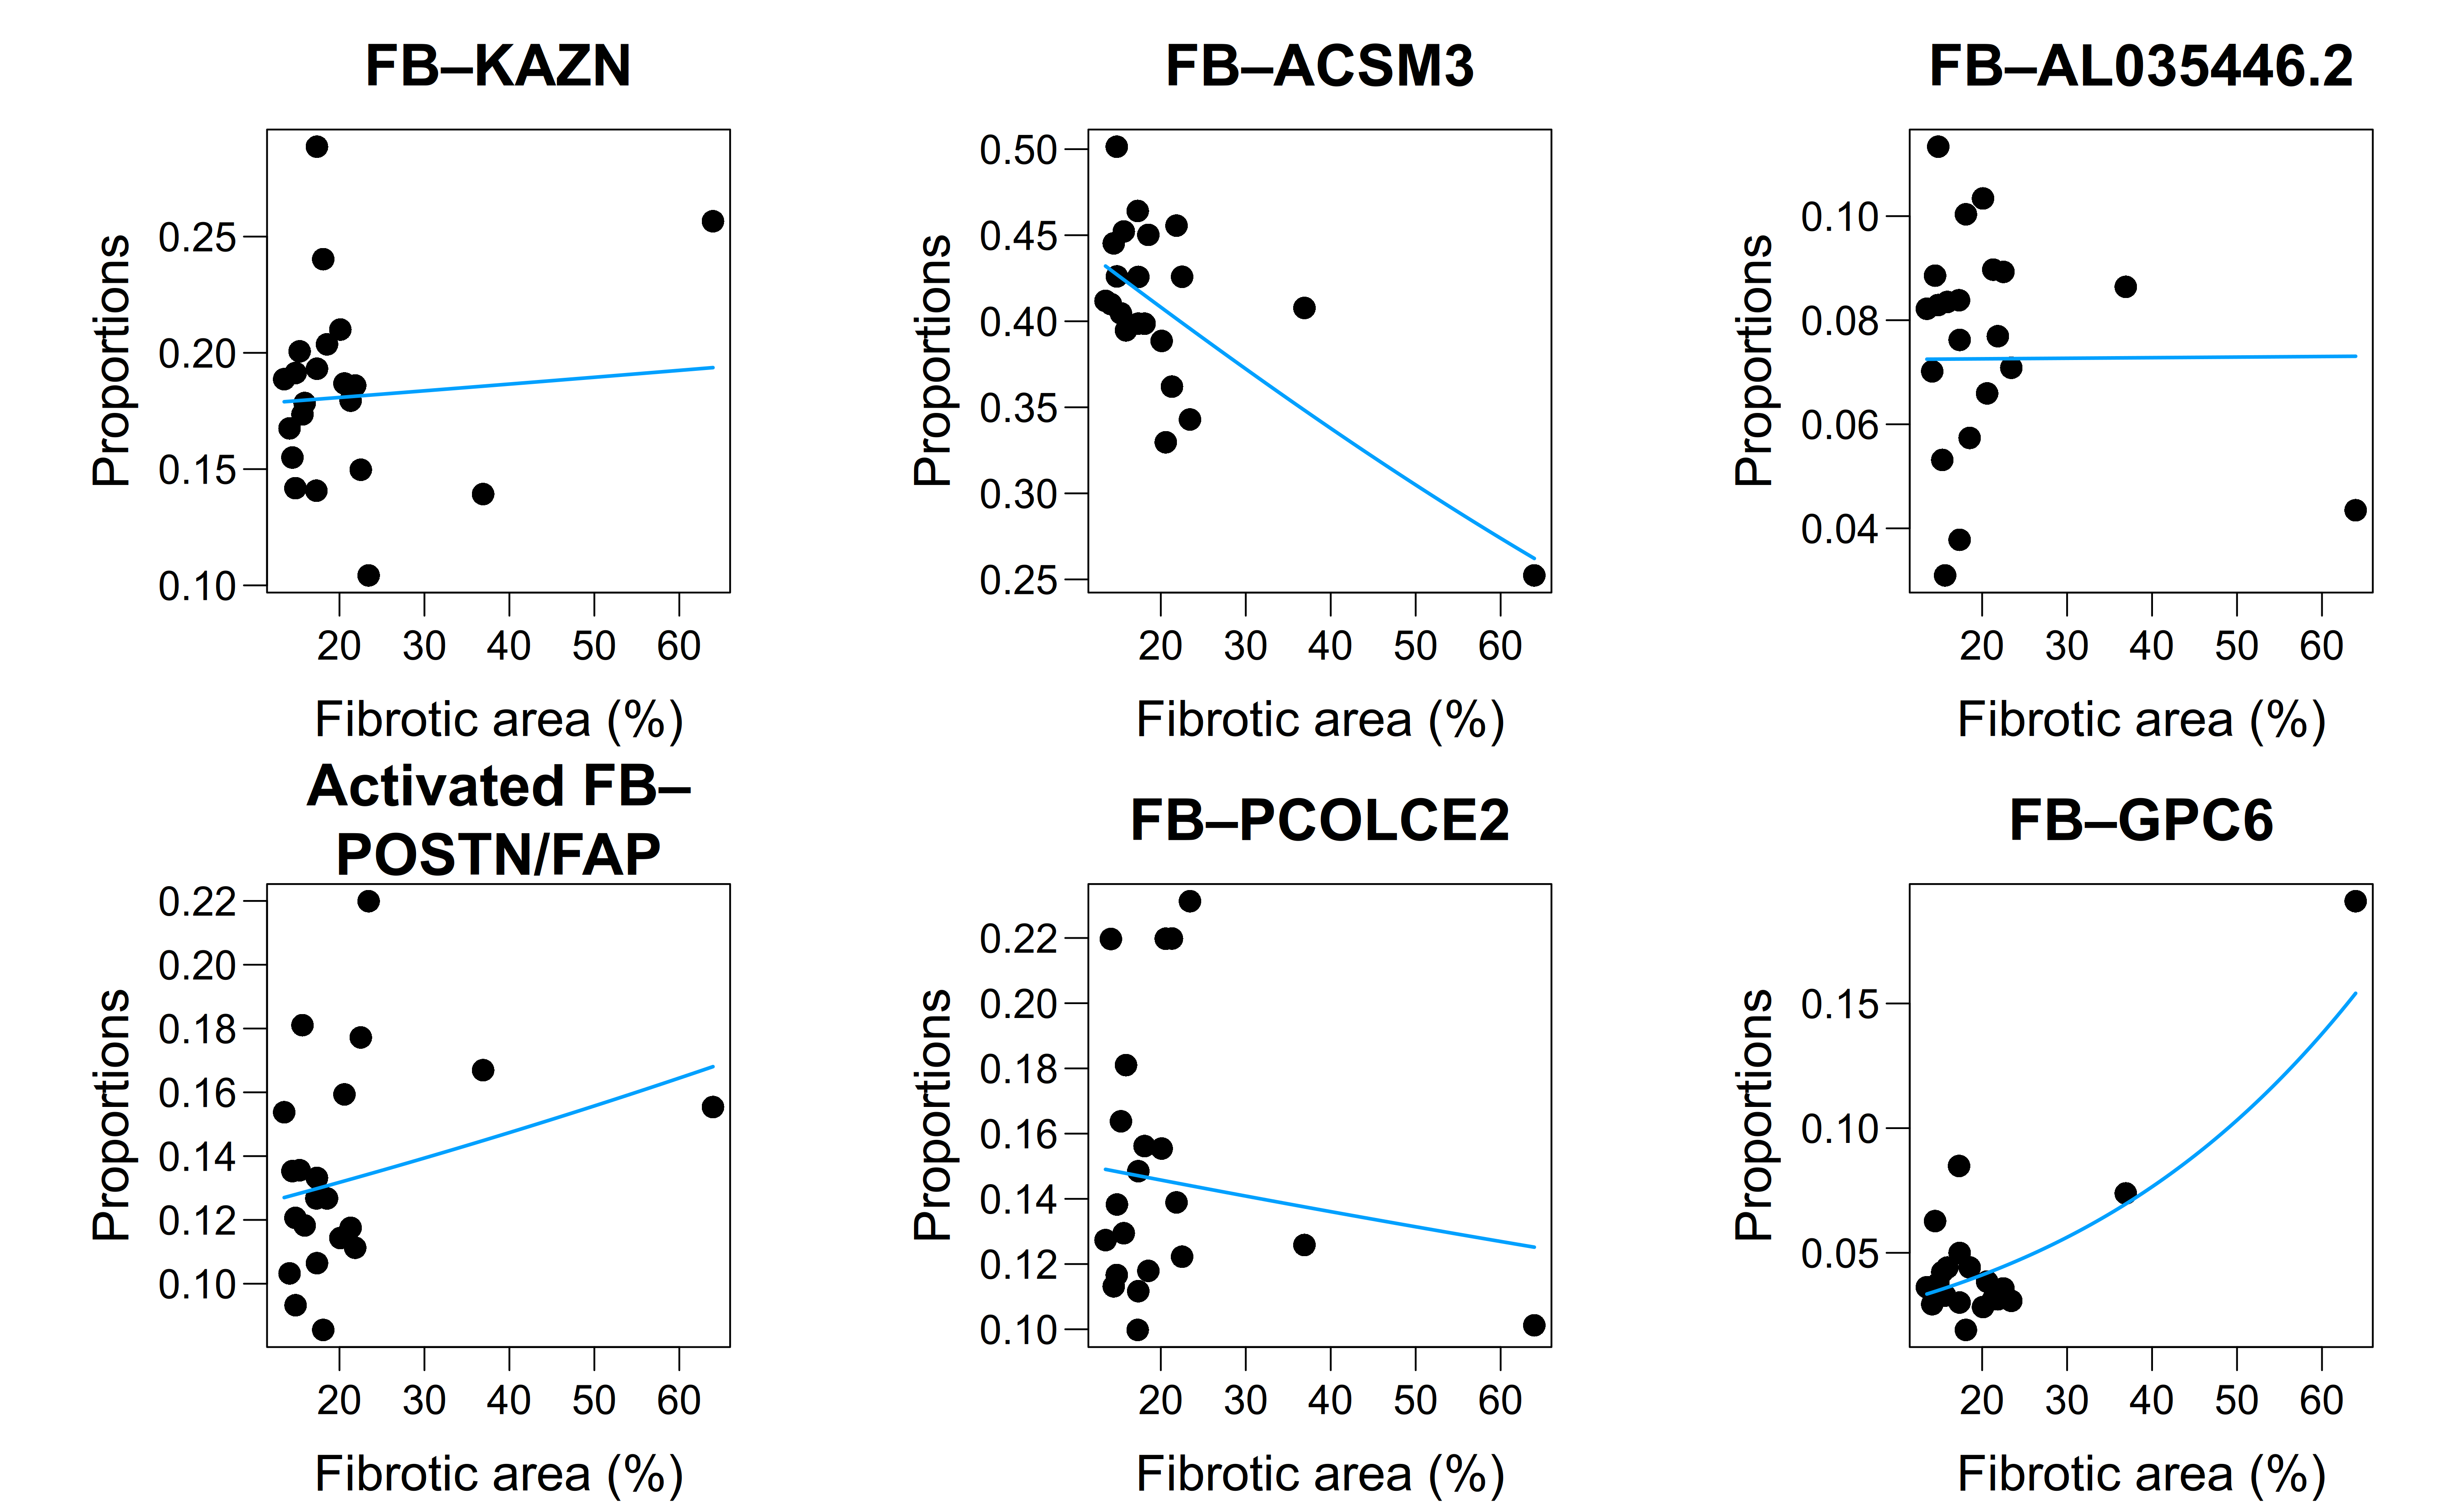 FB–KAZN
Proportions
0.25
0.20
0.15
0.10
20 30 40 50 60
Fibrotic area (%)
FB–ACSM3
Proportions
0.50
0.45
0.40
0.35
0.30
0.25
20 30 40 50 60
Fibrotic area (%)
FB–AL035446.2
Proportions
0.10
0.08
0.06
0.04
20 30 40 50 60
Fibrotic area (%)
Activated FB–
POSTN/FAP
Proportions
0.22
0.20
0.18
0.16
0.14
0.12
0.10
20 30 40 50 60
Fibrotic area (%)
FB–PCOLCE2
Proportions
0.22
0.20
0.18
0.16
0.14
0.12
0.10
20 30 40 50 60
Fibrotic area (%)
FB–GPC6
Proportions
0.15
0.10
0.05
20 30 40 50 60
Fibrotic area (%)